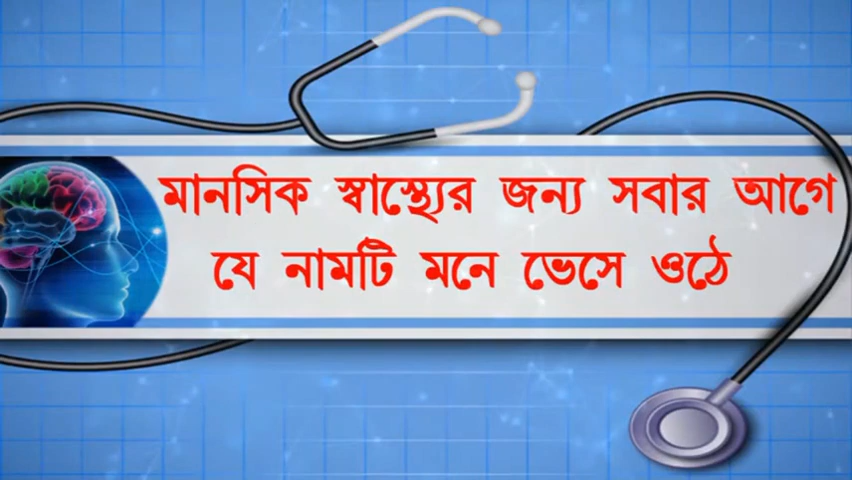 মানসিক স্বাস্থ্যের জন্য সবার আগে
যে নামটি মনে ভেসে ওঠে